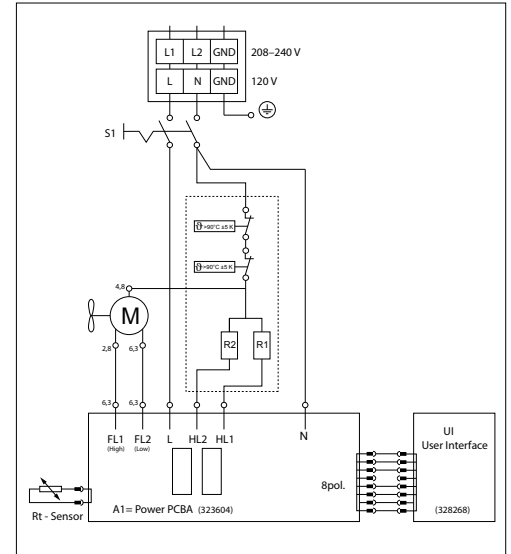 L1 L2 GND 208–240 V
L N GND 120 V
S1
ϑ >90°C ±5 K
ϑ >90°C ±5 K
4,8
M
R2 R1
2,8 6,3
6,3 6,3
FL1 FL2 L HL2 HL1 N
(High) (Low)
UI
User Interface
8pol.
A1= Power PCBA (323604)
(328268)
Rt - Sensor